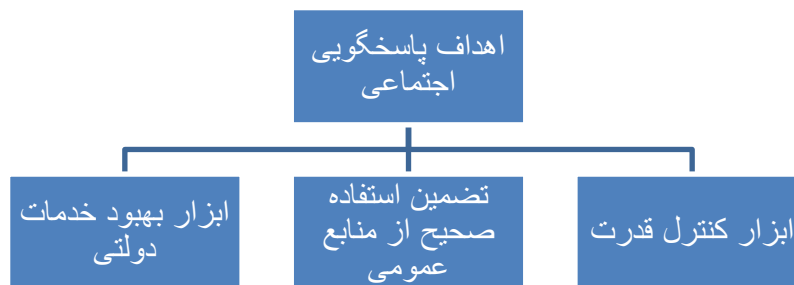 اهداف پاسخگویی
اجتماعی
ابزار کنترل قدرت
تضمین استفاده
صحیح از منابع
عمومی
ابزار بهبود خدمات
دولتی